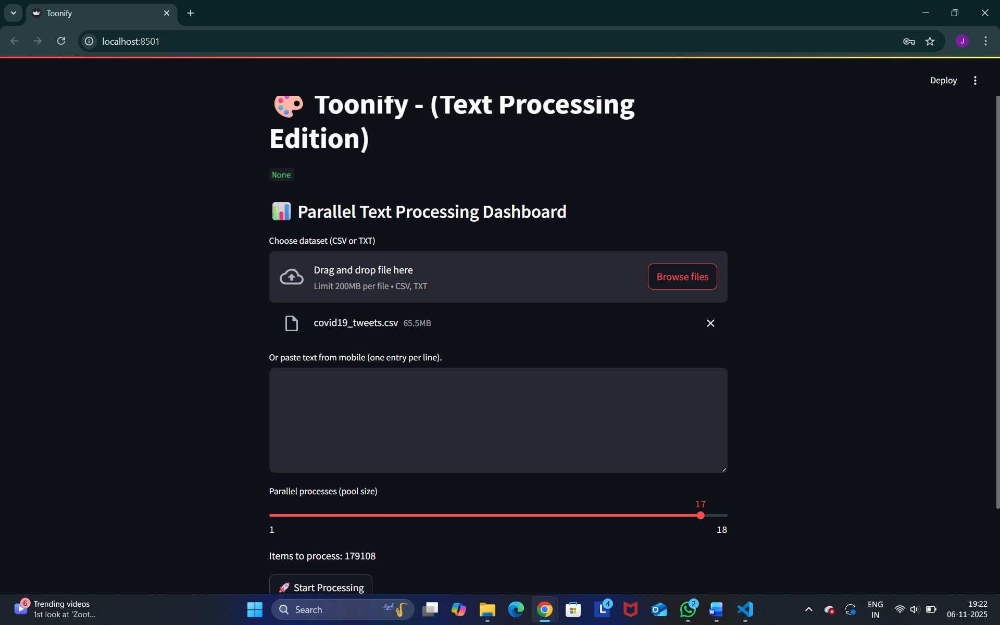 Toonify
localhost:8501
J
Deploy
Toonify - (Text Processing
Edition)
None
Parallel Text Processing Dashboard
Choose dataset (CSV or TXT)
Drag and drop file here
Limit 200MB per file • CSV, TXT
Browse files
covid19_tweets.csv 65.5MB
Or paste text from mobile (one entry per line).
Parallel processes (pool size)
17
1
18
Items to process: 179108
Start Processing
6
Trending videos
1st look at 'Zoot...
Search
L
4
O
2
W
ENG
IN
19:22
06-11-2025